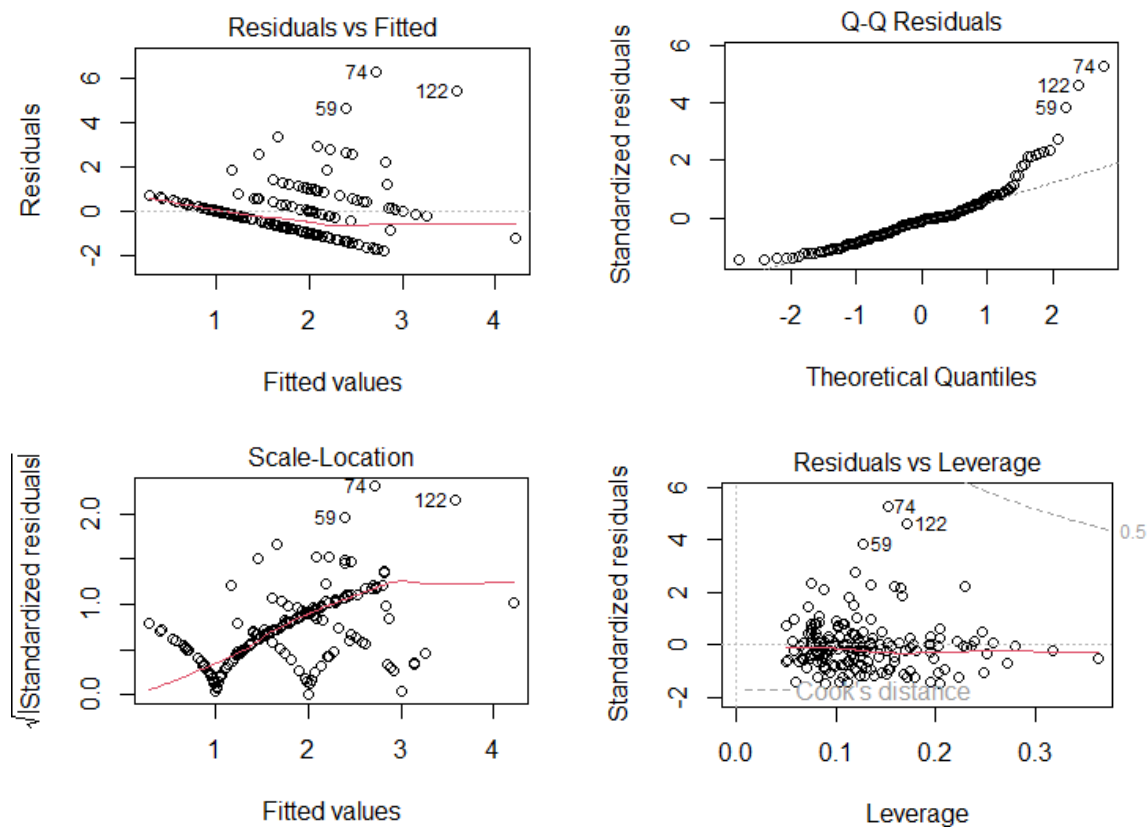 Residuals vs Fitted
Residuals
6
4
2
0
-2
74
122
59
1 2 3 4
Fitted values
Q-Q Residuals
Standardized residuals
6
4
2
0
74
122
59
-2 -1 0 1 2
Theoretical Quantiles
Scale-Location
√|Standardized residuals|
2.0
1.0
0.0
74
122
59
1 2 3 4
Fitted values
Residuals vs Leverage
Standardized residuals
6
4
2
0
-2
74
122
59
0.5
Cook's distance
0.0 0.1 0.2 0.3
Leverage